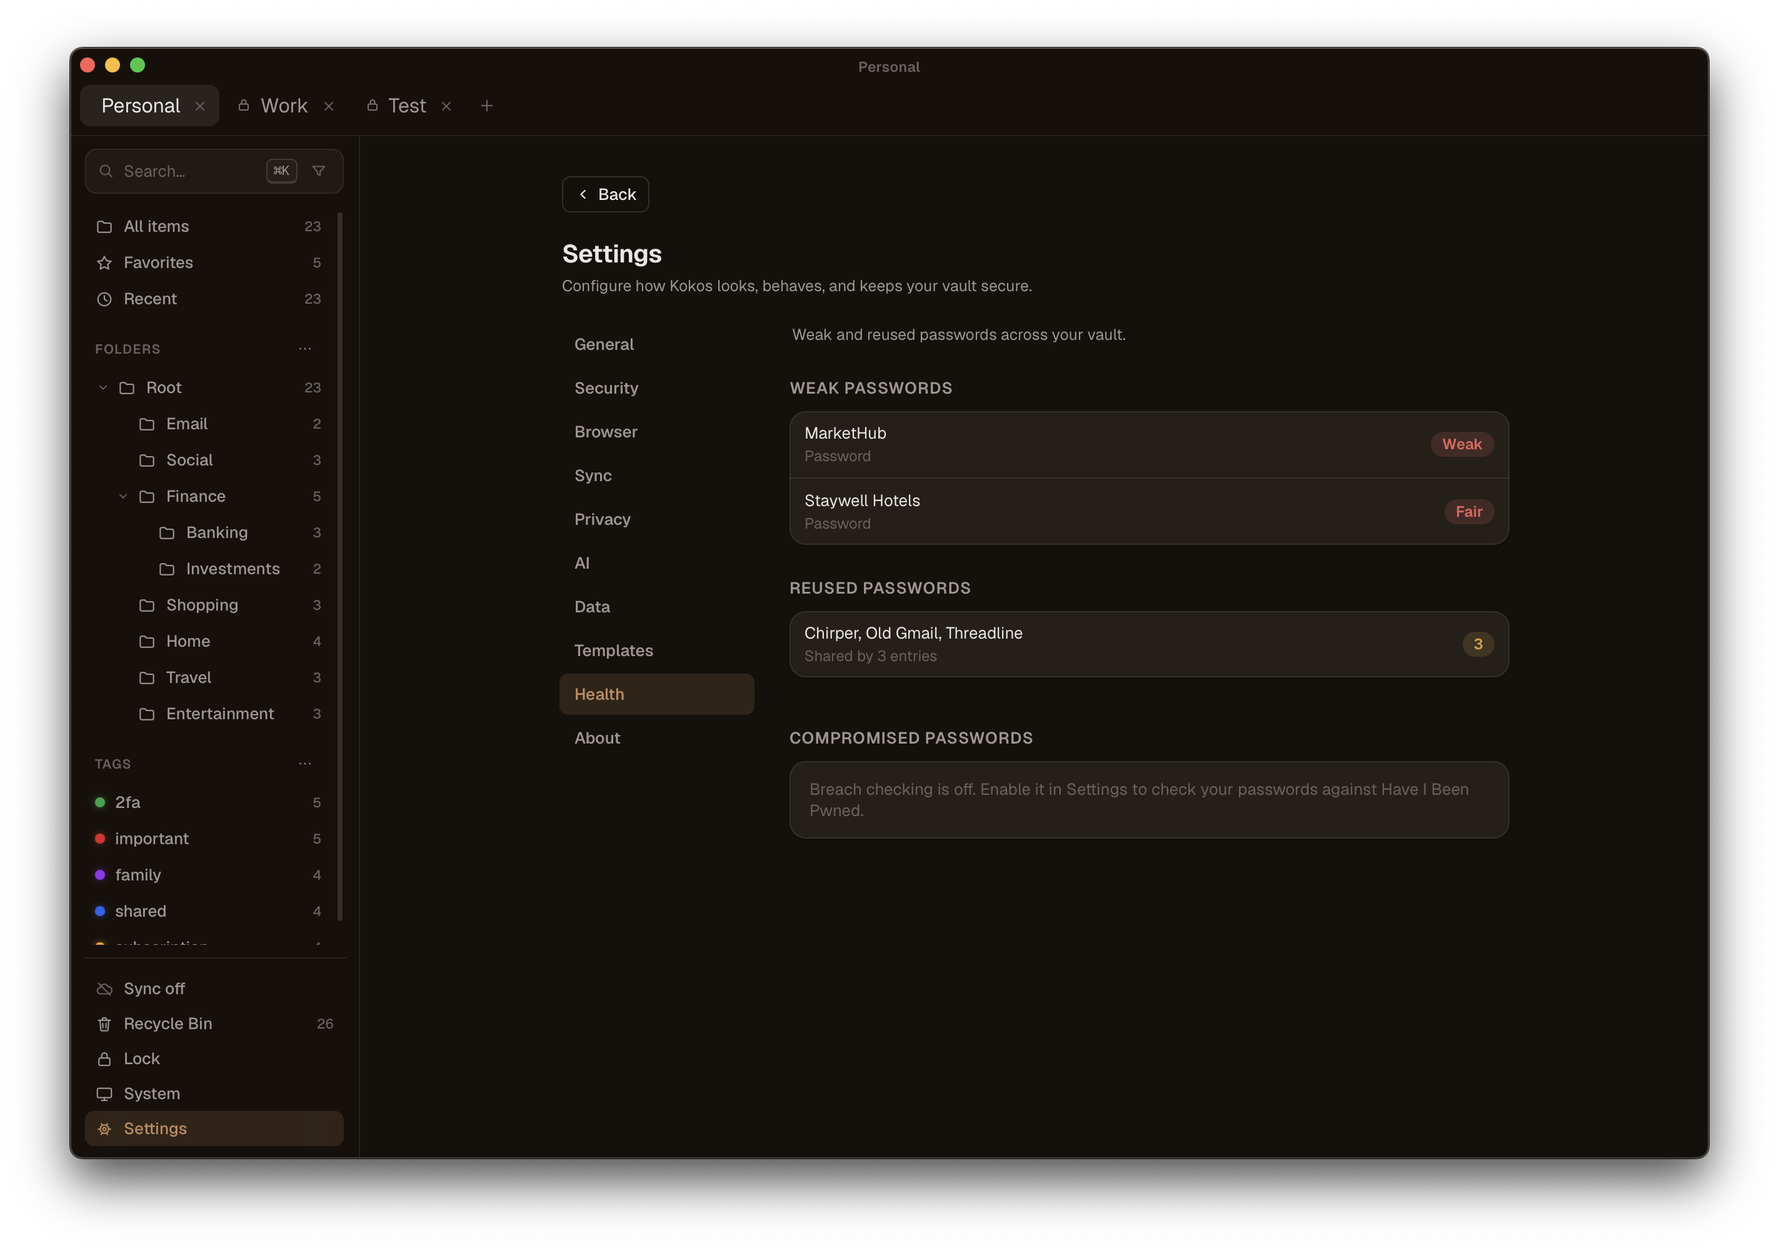 Personal
Personal
Work
Test
Search...
⌘K
All items 23
Favorites 5
Recent 23
FOLDERS
Root 23
Email 2
Social 3
Finance 5
Banking 3
Investments 2
Shopping 3
Home 4
Travel 3
Entertainment 3
TAGS
2fa 5
important 5
family 4
shared 4
Sync off
Recycle Bin 26
Lock
System
Settings
Back
Settings
Configure how Kokos looks, behaves, and keeps your vault secure.
General
Security
Browser
Sync
Privacy
AI
Data
Templates
Health
About
Weak and reused passwords across your vault.
WEAK PASSWORDS
MarketHub
Password
Weak
Staywell Hotels
Password
Fair
REUSED PASSWORDS
Chirper, Old Gmail, Threadline
Shared by 3 entries
3
COMPROMISED PASSWORDS
Breach checking is off. Enable it in Settings to check your passwords against Have I Been
Pwned.